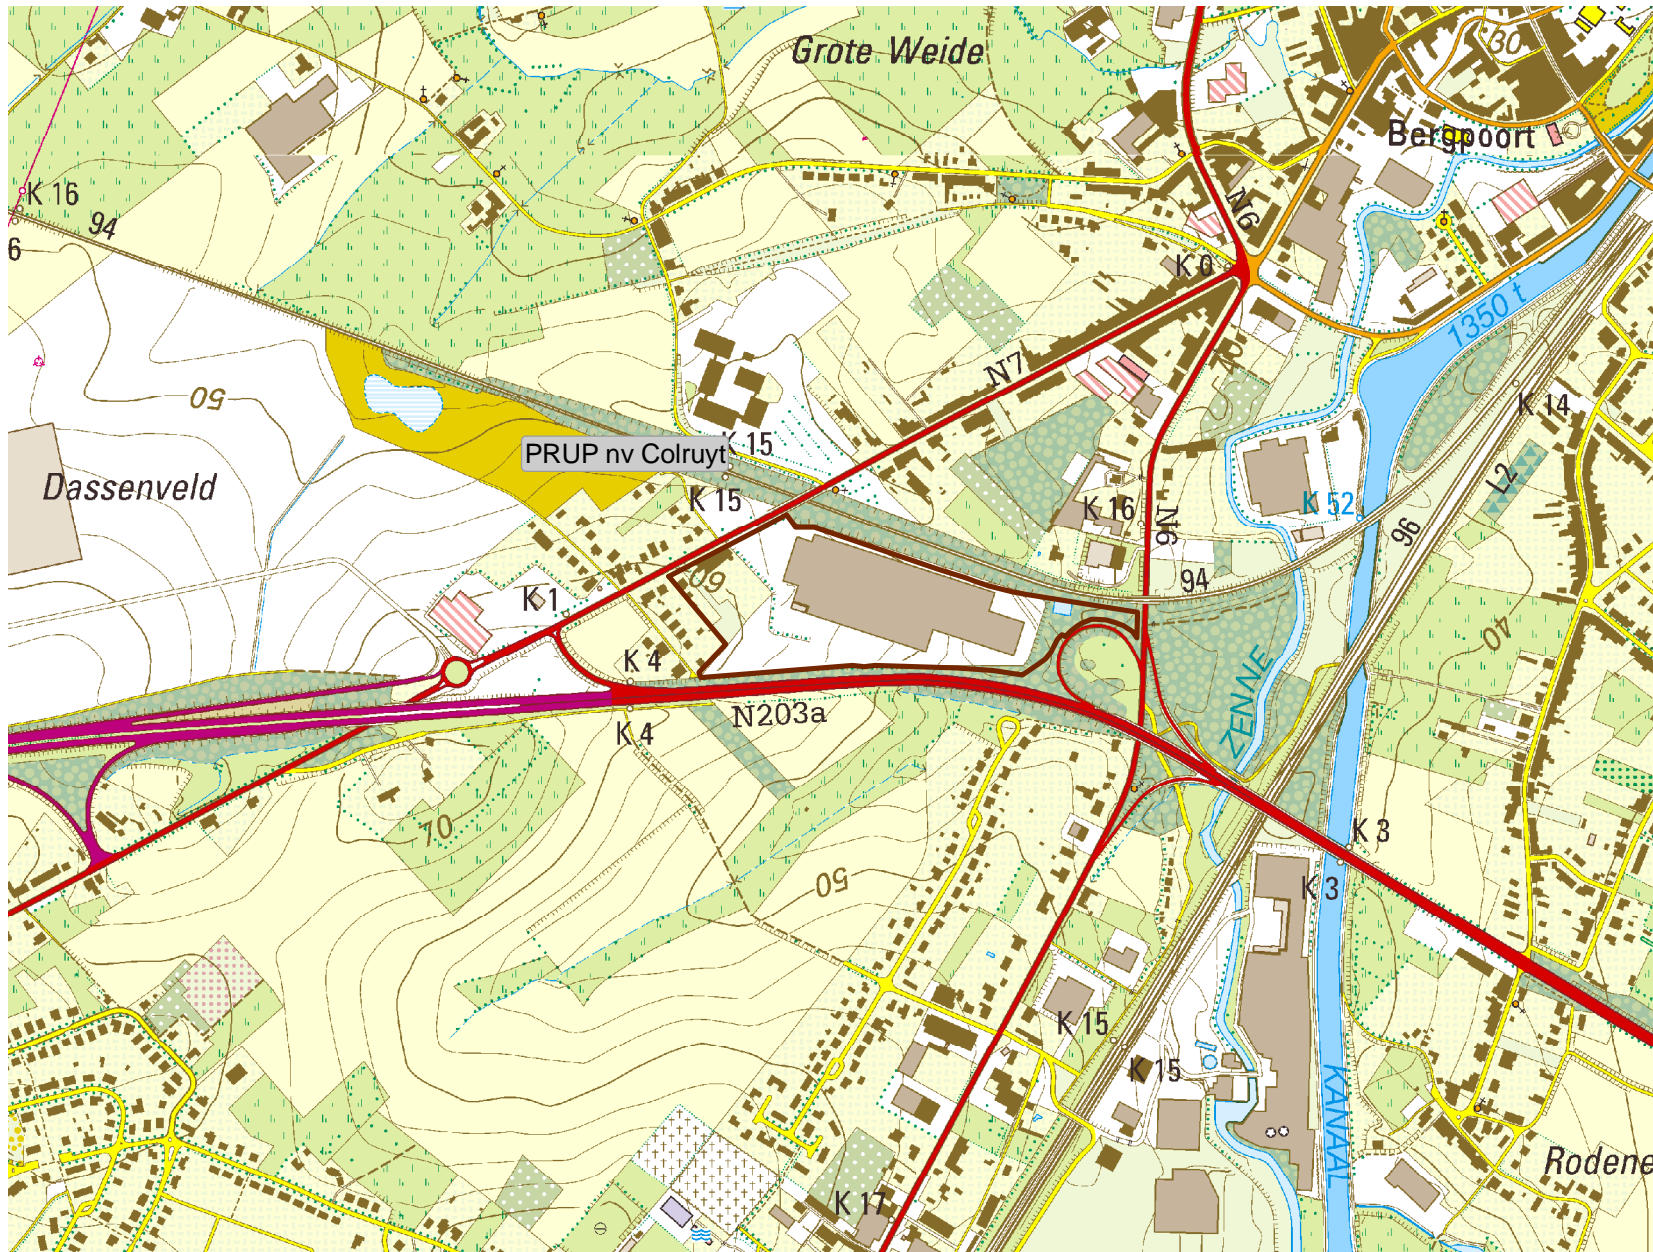 Grote Weide
30
Bergpoort
K 16
94
6
N6
K 0
1350 t
N7
50
K 14
PRUP nv Colruyt
K 15
L2
Dassenveld
K 15
K 16
N6
K 52
96
60
94
K 1
40
K 4
ZENNE
N203a
K 4
70
K 3
50
K 3
K 15
K 15
KANAAL
Rodene
K 17